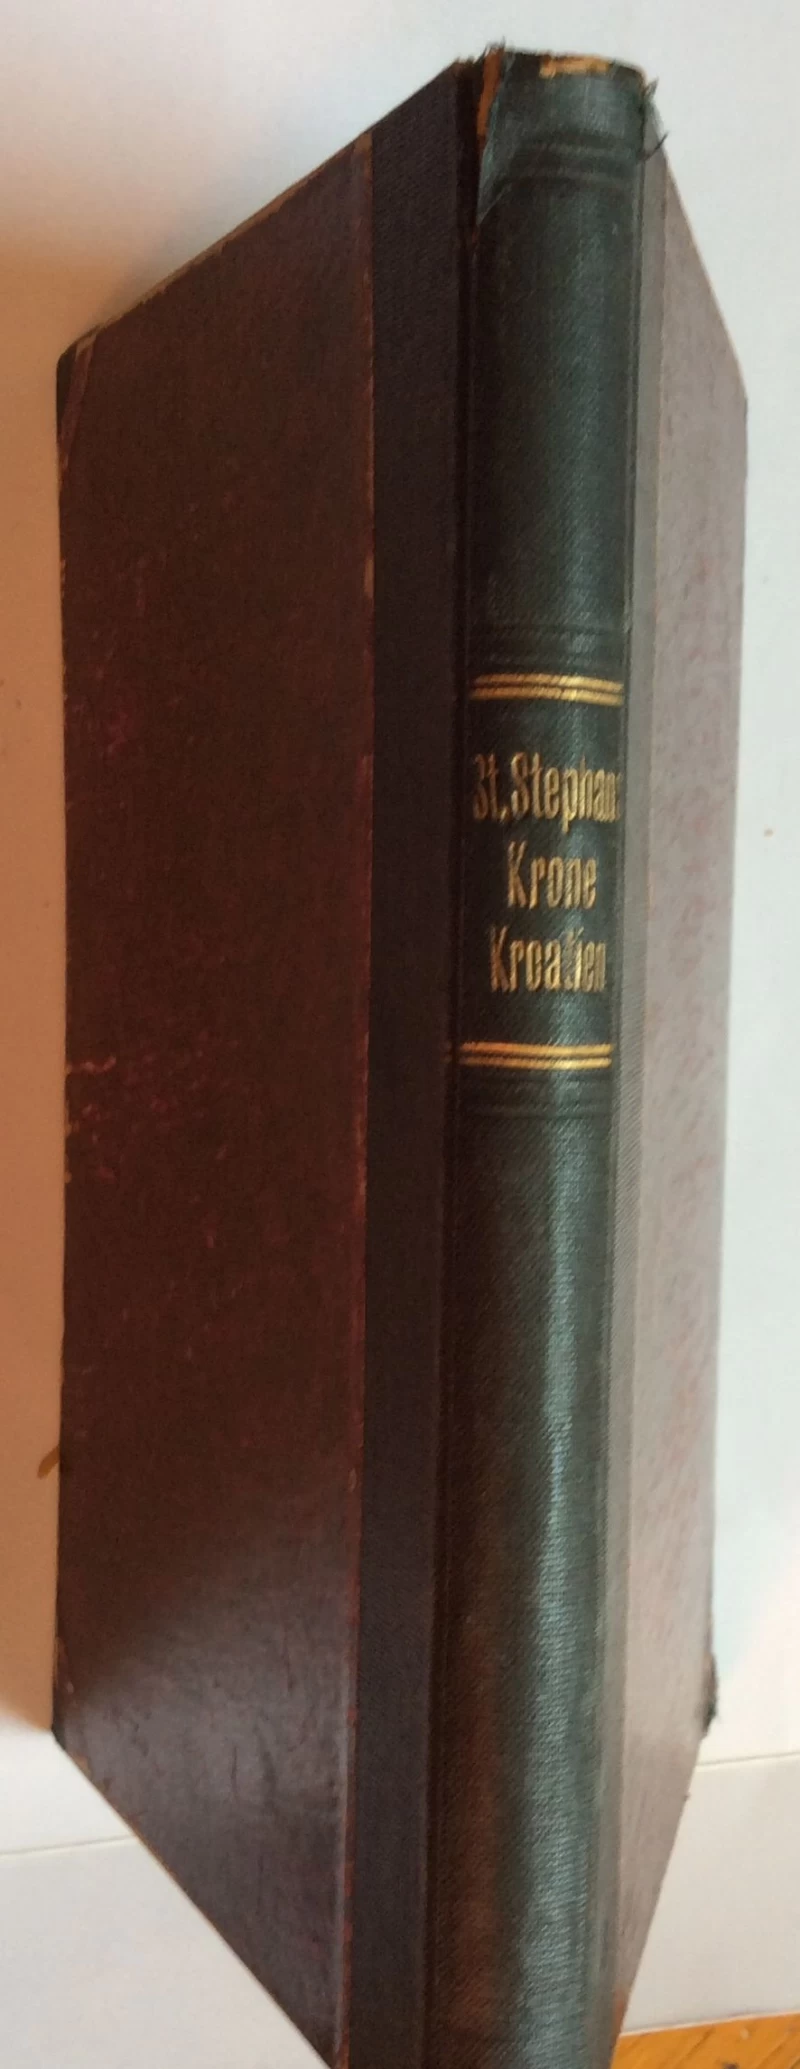 St. Stephans
Krone
Kroatien